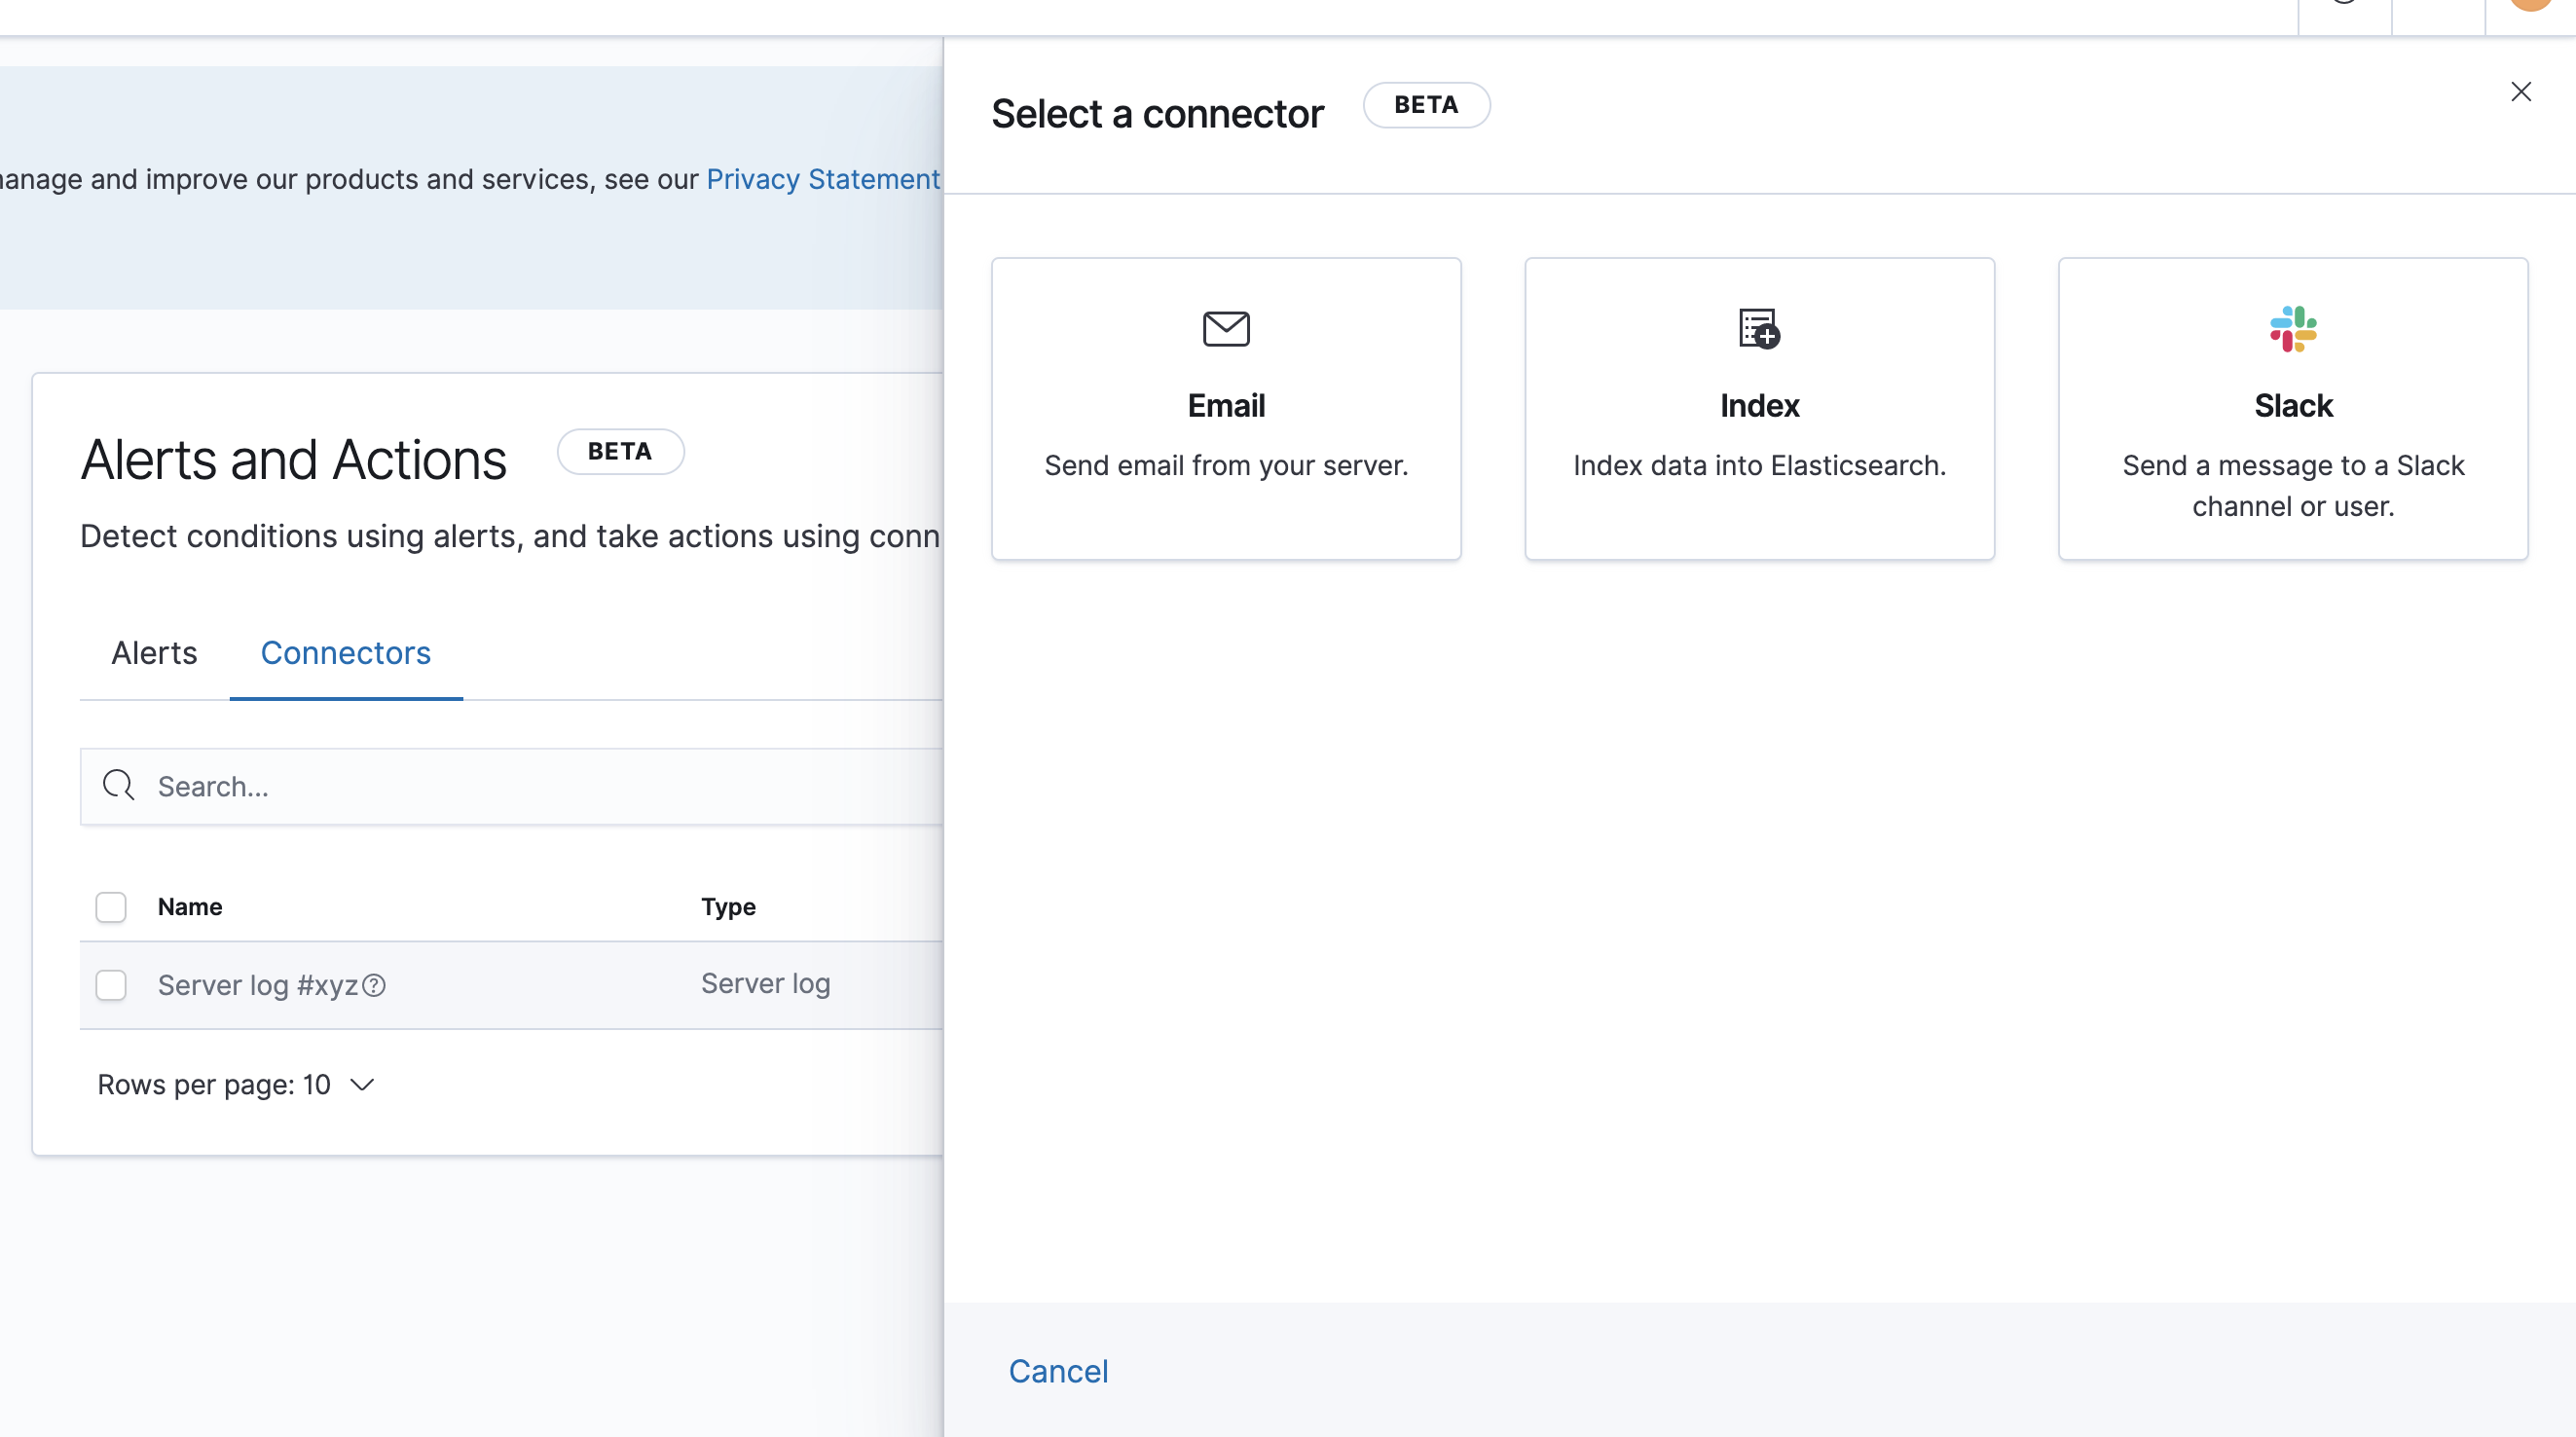 manage and improve our products and services, see our Privacy Statement
Alerts and Actions BETA
Detect conditions using alerts, and take actions using conn
Alerts Connectors
Search...
Name Type
Server log #xyz Server log
Rows per page: 10
Select a connector BETA
Email
Send email from your server.
Index
Index data into Elasticsearch.
Slack
Send a message to a Slack
channel or user.
Cancel